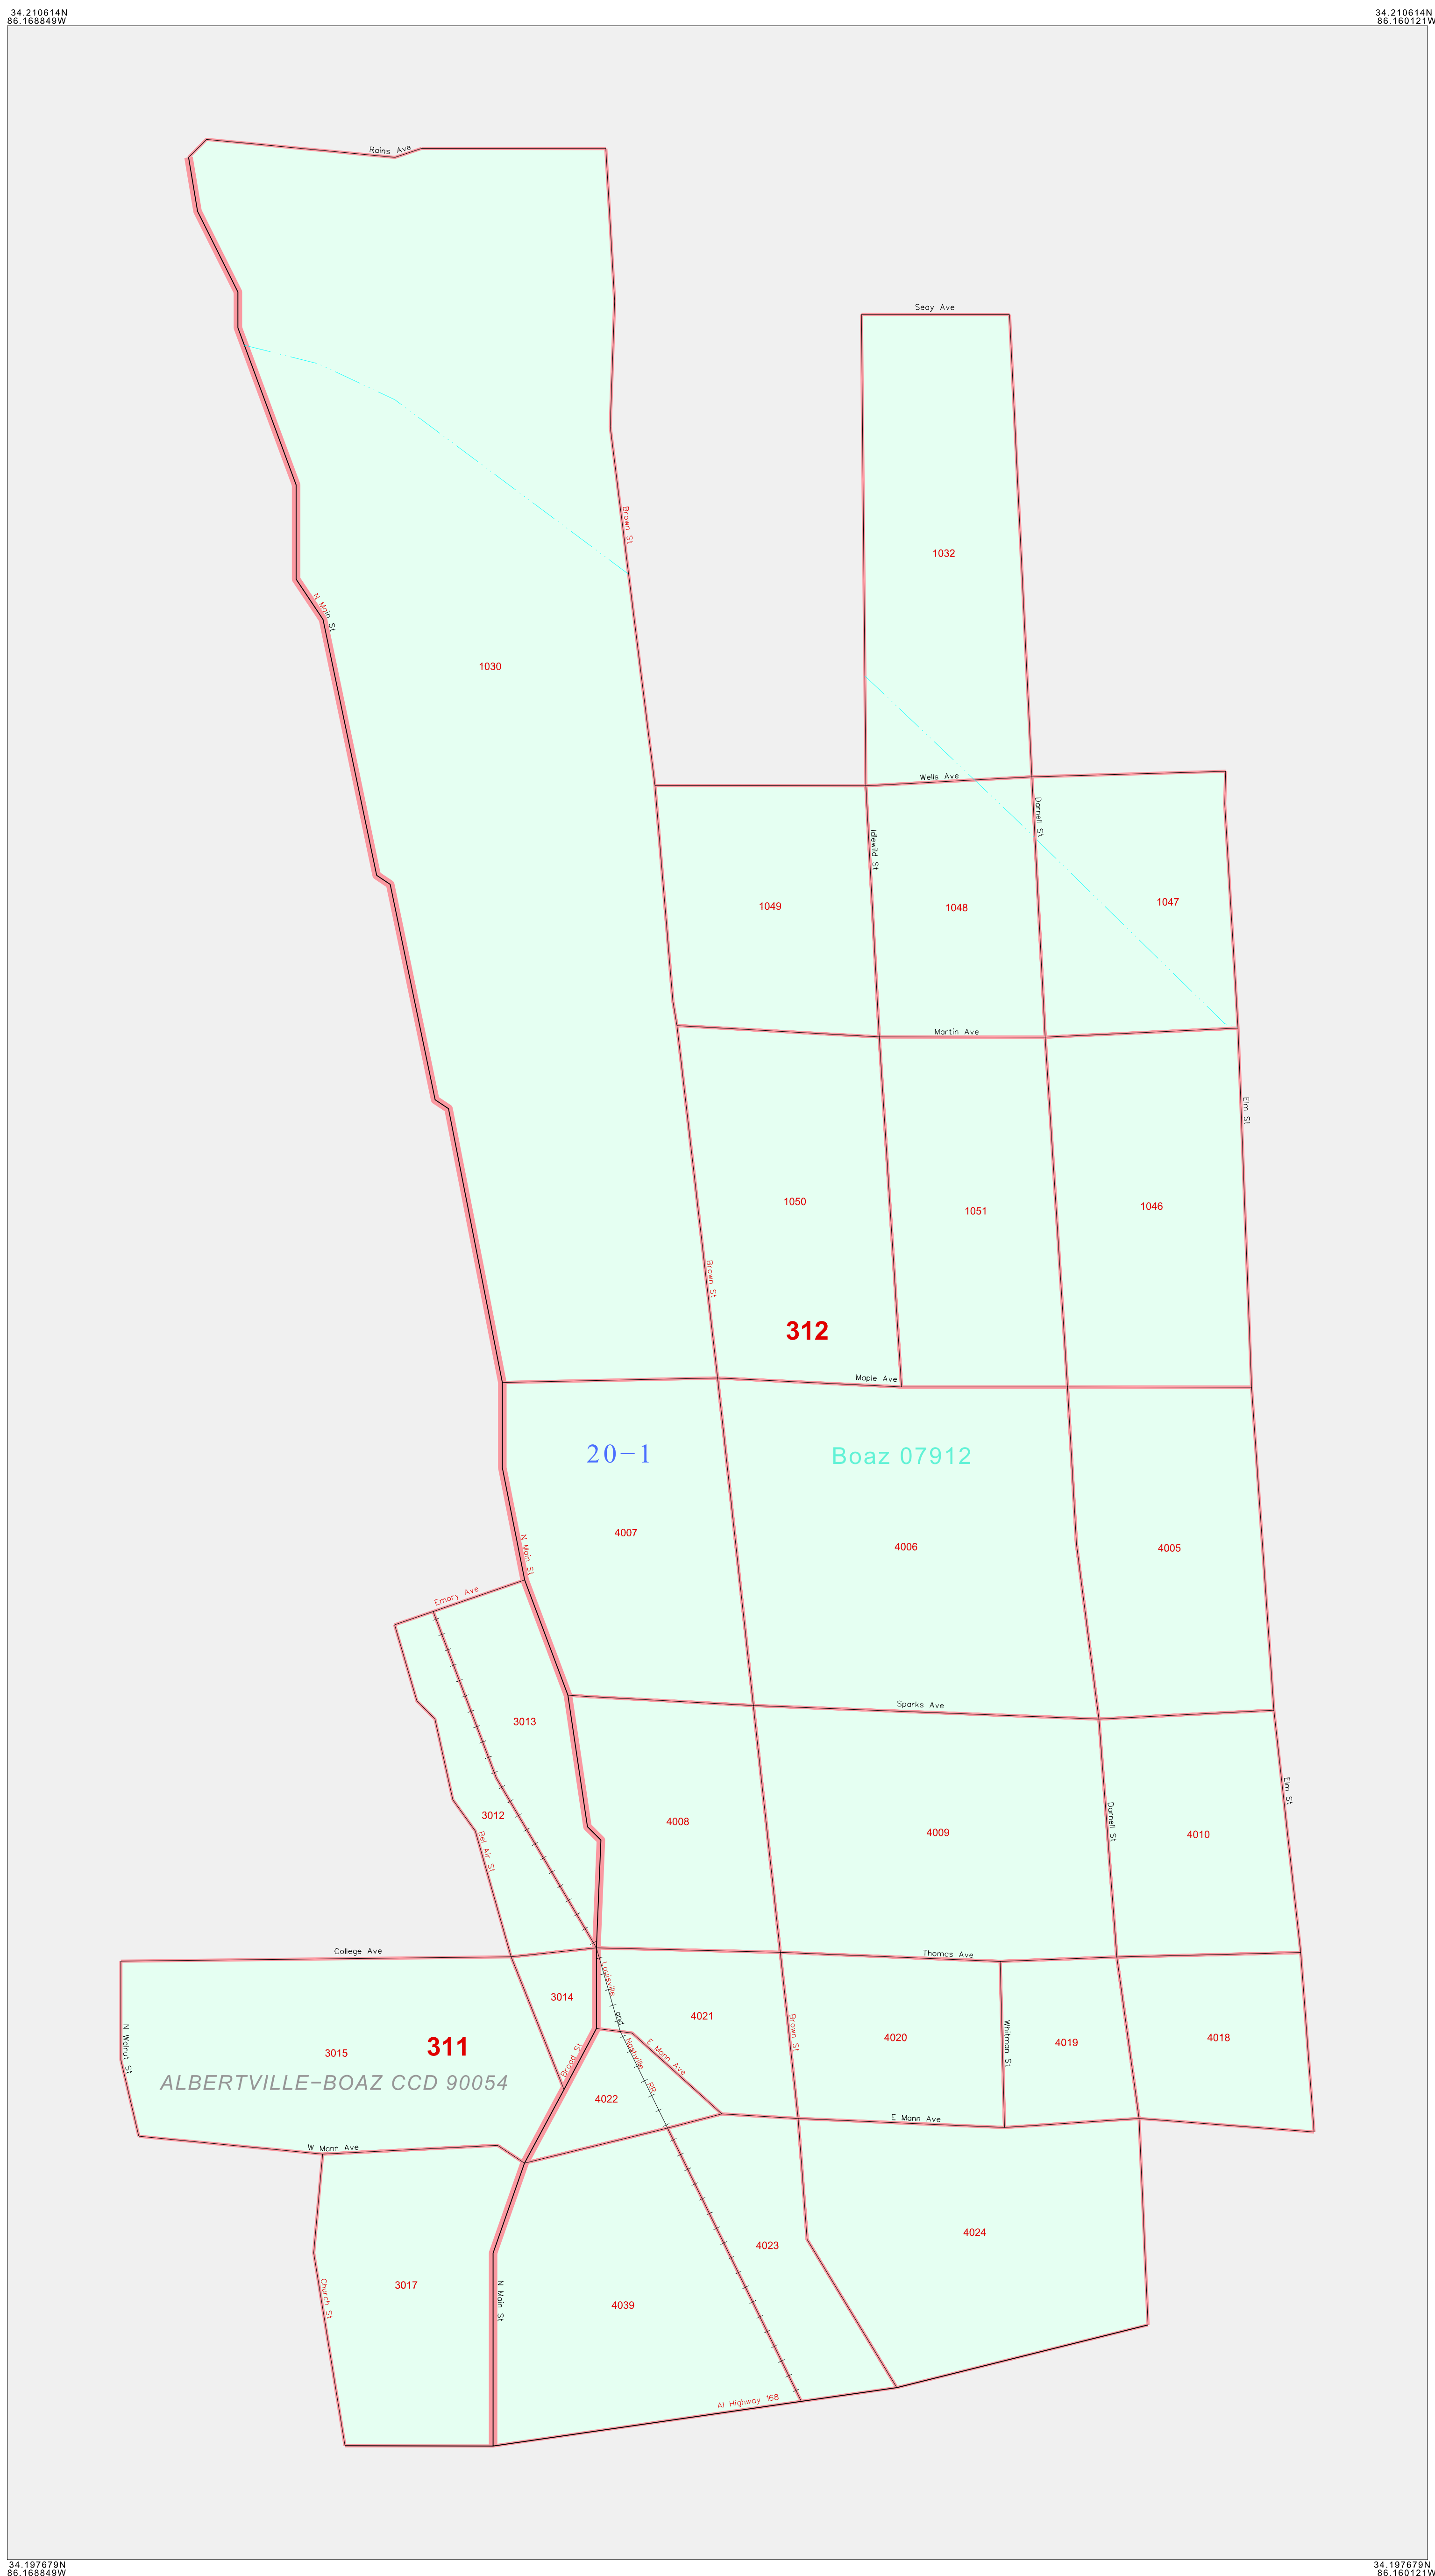 34.210614N
86.168849W
34.210614N
86.160121W
Rains Ave
Seay Ave
Brown St
1032
N Main St
1030
Wells Ave
Darnell St
Idewild St
1049
1048
1047
Martin Ave
Elm St
1050
1051
1046
Brown St
312
Maple Ave
20-1
Boaz 07912
4007
4006
4005
N Main St
Emory Ave
Sparks Ave
3013
Elm St
3012
4008
Darnell St
4009
4010
Bel Air St
College Ave
Thomas Ave
Louisville and Nashville RR
3014
4021
Brown St
4020
Whitman St
4019
4018
N Walnut St
311
3015
E Mann Ave
Broad St
ALBERTVILLE-BOAZ CCD 90054
4022
E Mann Ave
W Mann Ave
4024
4023
3017
Church St
N Main St
4039
Al Highway 168
34.197679N
86.168849W
34.197679N
86.160121W